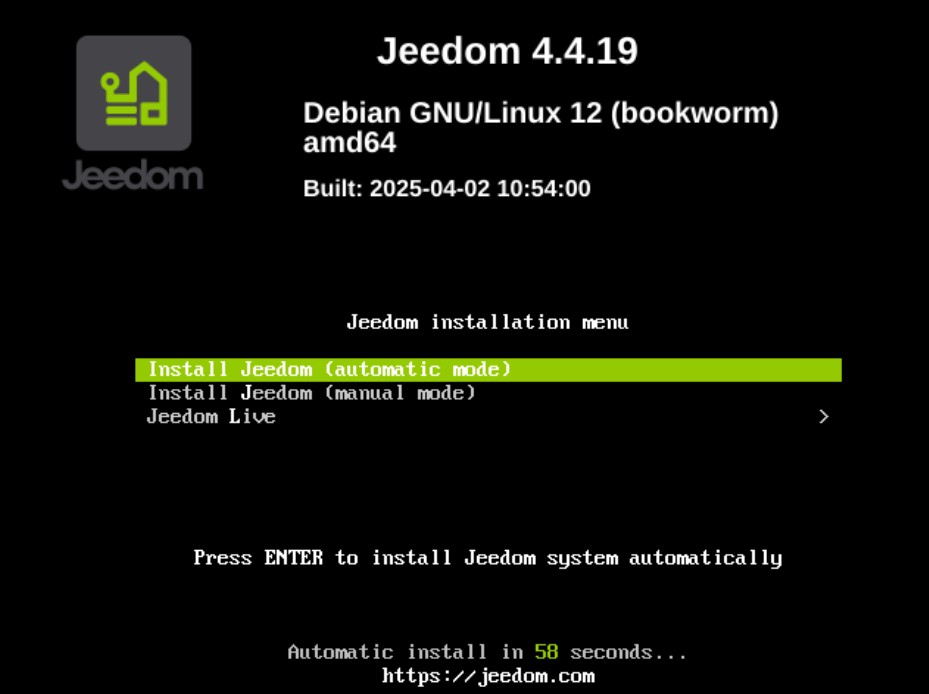 Jeedom 4.4.19
Debian GNU/Linux 12 (bookworm)
amd64
Jeedom
Built: 2025-04-02 10:54:00
Jeedom installation menu
Install Jeedom (automatic mode)
Install Jeedom (manual mode)
Jeedom Live >
Press ENTER to install Jeedom system automatically
Automatic install in 58 seconds...
https://jeedom.com